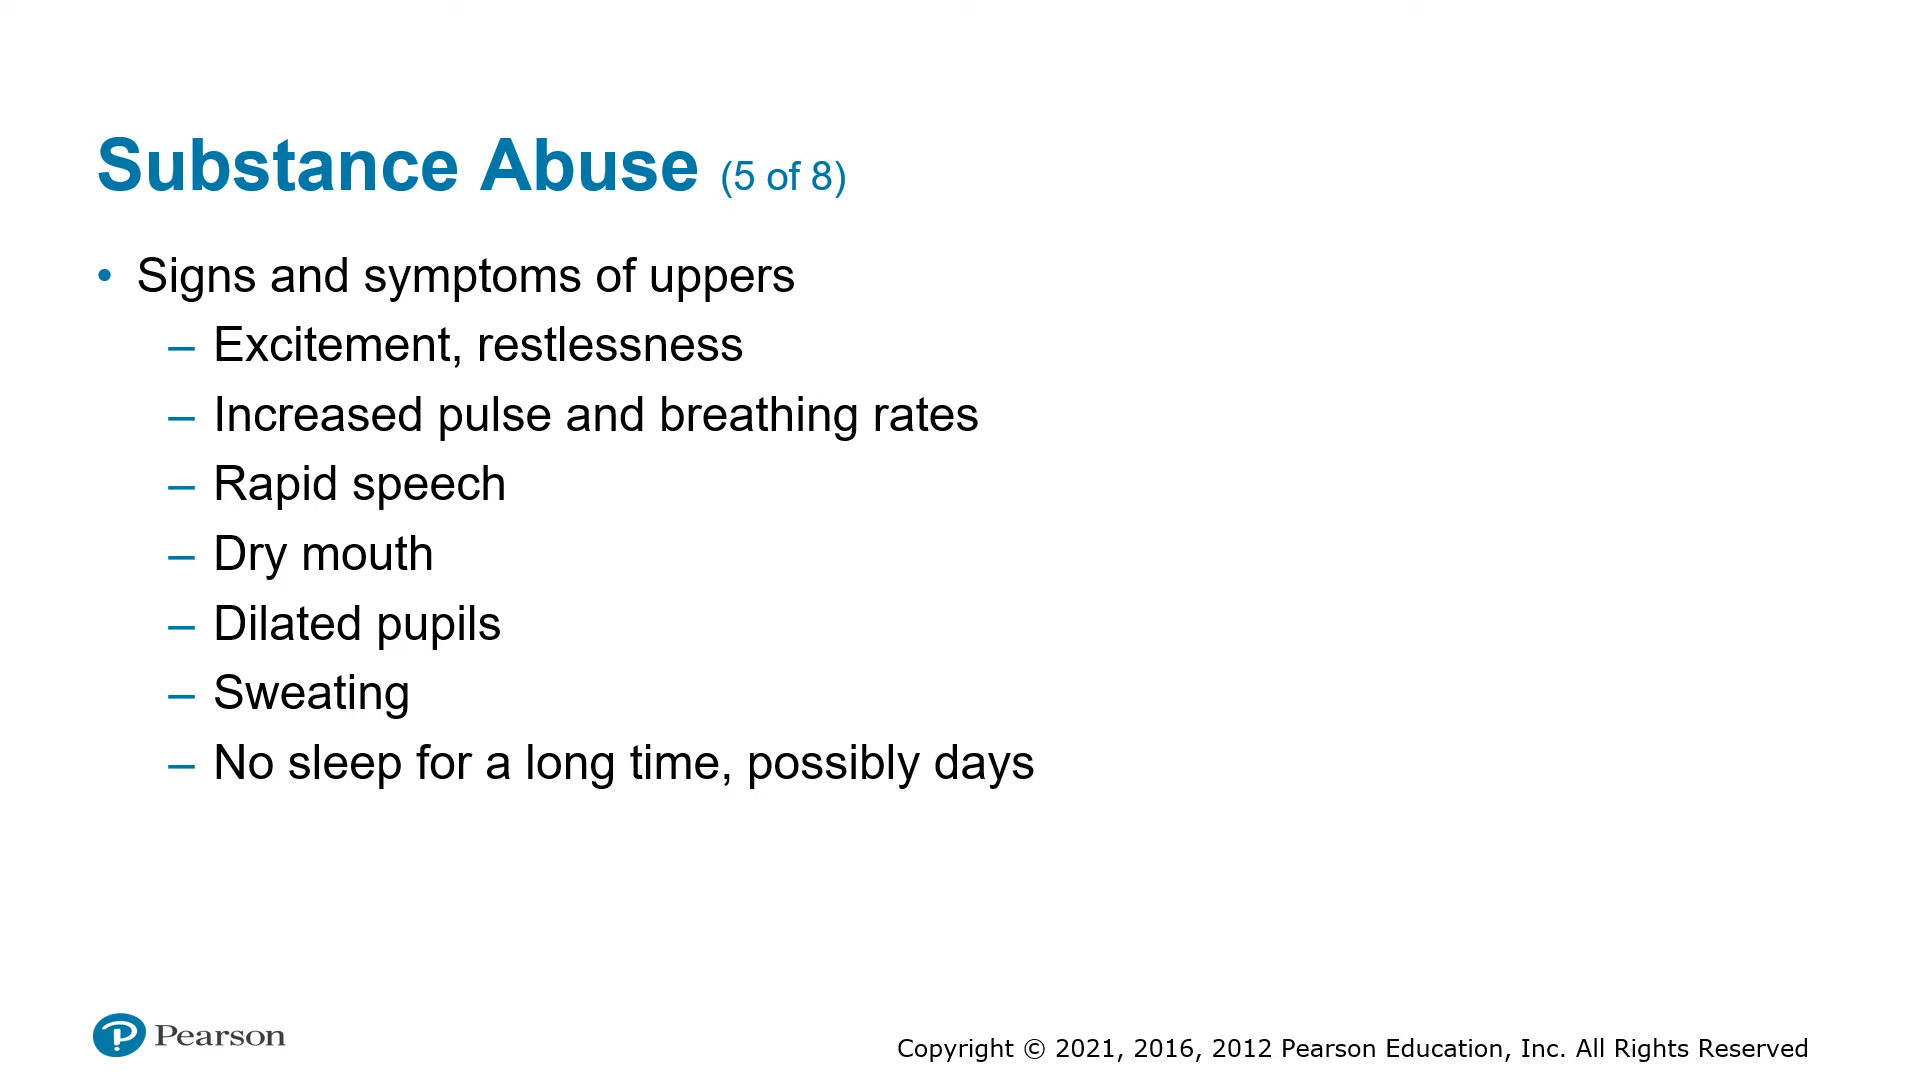 Substance Abuse (5 of 8)
• Signs and symptoms of uppers
– Excitement, restlessness
– Increased pulse and breathing rates
– Rapid speech
– Dry mouth
– Dilated pupils
– Sweating
– No sleep for a long time, possibly days
Pearson
Copyright © 2021, 2016, 2012 Pearson Education, Inc. All Rights Reserved